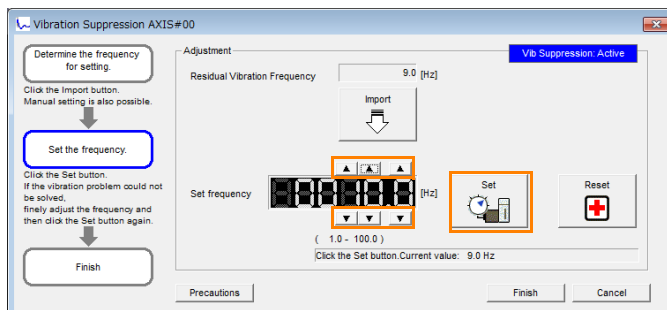 Vibration Suppression AXIS#00
Determine the frequency
for setting.
Click the Import button.
Manual setting is also possible.
Set the frequency.
Click the Set button.
If the vibration problem could not
be solved,
finely adjust the frequency and
then click the Set button again.
Finish
Adjustment
Vib Suppression: Active
Residual Vibration Frequency 9.0 [Hz]
Import
Set frequency [Hz]
Set
Reset
( 1.0 - 100.0 )
Click the Set button.Current value: 9.0 Hz
Precautions
Finish
Cancel